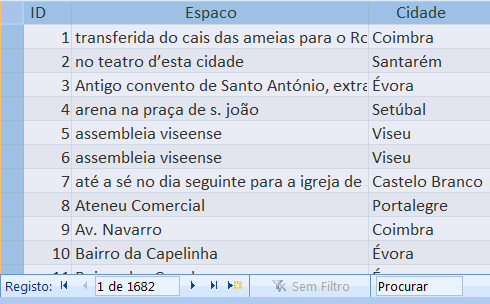 ID Espaco Cidade
1 transferida do cais das ameias para o Ro Coimbra
2 no teatro d’esta cidade Santarém
3 Antigo convento de Santo António, extra Évora
4 arena na praça de s. joão Setúbal
5 assembleia viseense Viseu
6 assembleia viseense Viseu
7 até a sé no dia seguinte para a igreja de Castelo Branco
8 Ateneu Comercial Portalegre
9 Av. Navarro Coimbra
10 Bairro da Capelinha Évora
Registo: 1 de 1682 Sem Filtro Procurar